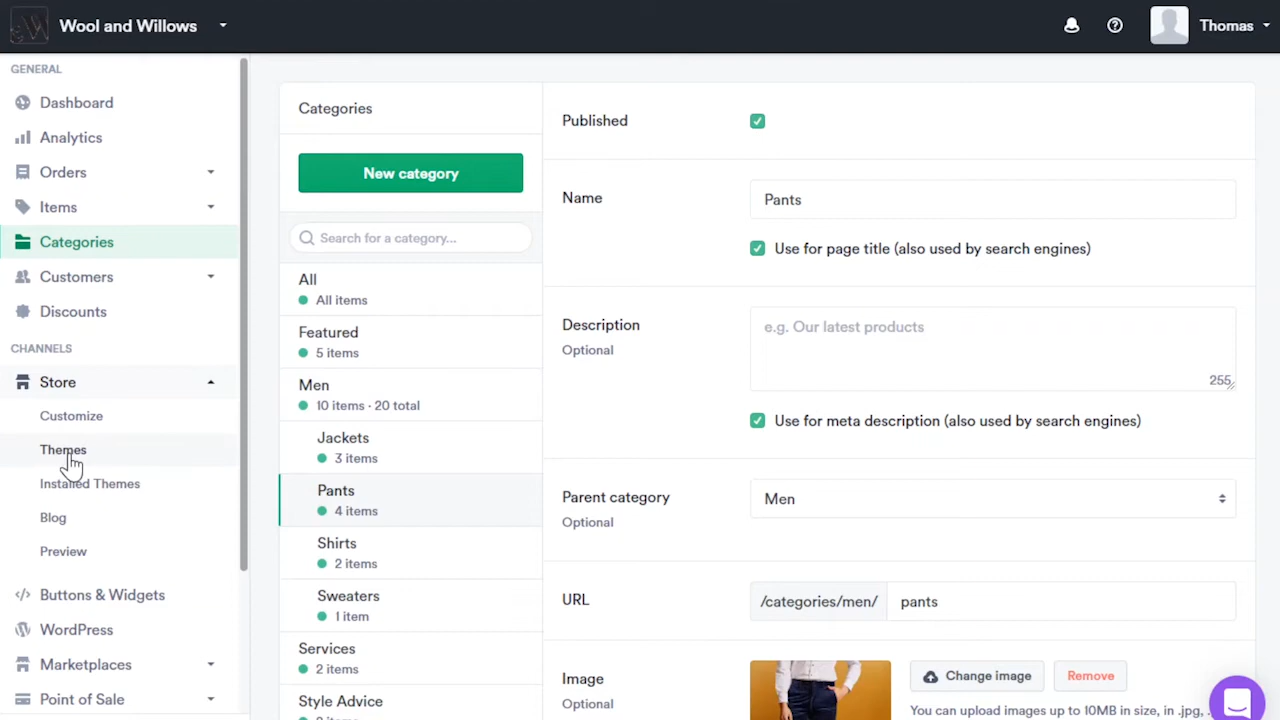 Wool and Willows
Thomas
GENERAL
Dashboard
Analytics
Orders
Items
Categories
Customers
Discounts
CHANNELS
Store
Customize
Themes
Installed Themes
Blog
Preview
Buttons & Widgets
WordPress
Marketplaces
Point of Sale
Categories
New category
Search for a category...
All
All items
Featured
5 items
Men
10 items · 20 total
Jackets
3 items
Pants
4 items
Shirts
2 items
Sweaters
1 item
Services
2 items
Style Advice
Published
Name
Pants
Use for page title (also used by search engines)
Description
Optional
e.g. Our latest products
255
Use for meta description (also used by search engines)
Parent category
Optional
Men
URL
/categories/men/ pants
Image
Optional
Change image
Remove
You can upload images up to 10MB in size, in .jpg,